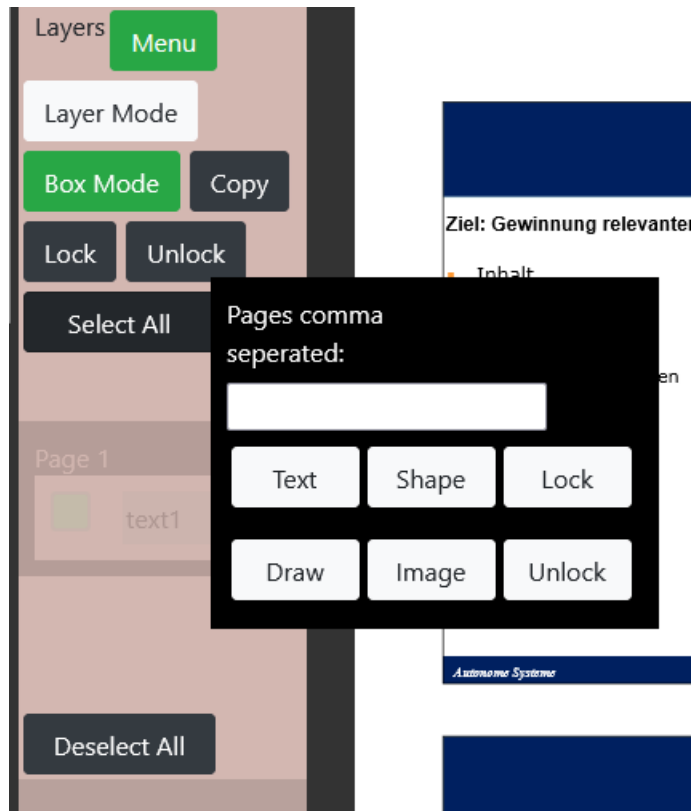 Layers Menu
Layer Mode
Box Mode Copy
Lock Unlock
Select All
Pages comma
seperated:
Text Shape Lock
Draw Image Unlock
Page 1
text1
Deselect All
Ziel: Gewinnung
Inhalt
en
Autonome Systeme